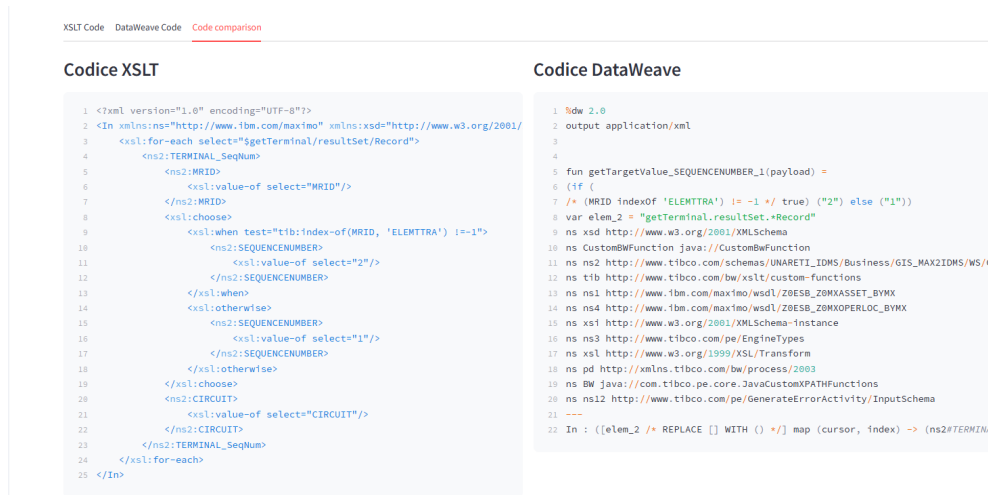 XSLT Code DataWeave Code Code comparison
Codice XSLT
1 <?xml version="1.0" encoding="UTF-8"?>
2 <In xmlns:ns="http://www.ibm.com/maximo" xmlns:xsd="http://www.w3.org/2001/
3 <xsl:for-each select="$getTerminal/resultSet/Record">
4 <ns2:TERMINAL_SeqNum>
5 <ns2:MRID>
6 <xsl:value-of select="MRID"/>
7 </ns2:MRID>
8 <xsl:choose>
9 <xsl:when test="tib:index-of(MRID, 'ELEMTTRA') !=-1">
10 <ns2:SEQUENCENUMBER>
11 <xsl:value-of select="2"/>
12 </ns2:SEQUENCENUMBER>
13 </xsl:when>
14 <xsl:otherwise>
15 <ns2:SEQUENCENUMBER>
16 <xsl:value-of select="1"/>
17 </ns2:SEQUENCENUMBER>
18 </xsl:otherwise>
19 </xsl:choose>
20 <ns2:CIRCUIT>
21 <xsl:value-of select="CIRCUIT"/>
22 </ns2:CIRCUIT>
23 </ns2:TERMINAL_SeqNum>
24 </xsl:for-each>
25 </In>
Codice DataWeave
1 %dw 2.0
2 output application/xml
3
4
5 fun getTargetValue_SEQUENCENUMBER_1(payload) =
6 (if (
7 /* (MRID indexOf 'ELEMTTRA') != -1 */ true) ("2") else ("1"))
8 var elem_2 = "getTerminal.resultSet.*Record"
9 ns xsd http://www.w3.org/2001/XMLSchema
10 ns CustomBWFunction java://CustomBwFunction
11 ns ns2 http://www.tibco.com/schemas/UNARETI_IDMS/Business/GIS_MAX2IDMS/WS/
12 ns tib http://www.tibco.com/bw/xslt/custom-functions
13 ns ns1 http://www.ibm.com/maximo/wsdl/Z0ESB_Z0MXASSET_BYMX
14 ns ns4 http://www.ibm.com/maximo/wsdl/Z0ESB_Z0MXOPERLOC_BYMX
15 ns xsi http://www.w3.org/2001/XMLSchema-instance
16 ns ns3 http://www.tibco.com/pe/EngineTypes
17 ns xsl http://www.w3.org/1999/XSL/Transform
18 ns pd http://xmlns.tibco.com/bw/process/2003
19 ns BW java://com.tibco.pe.core.JavaCustomXPATHFunctions
20 ns ns12 http://www.tibco.com/pe/GenerateErrorActivity/InputSchema
21 ---
22 In : ([elem_2 /* REPLACE [] WITH () */] map (cursor, index) -> (ns2#TERMINA